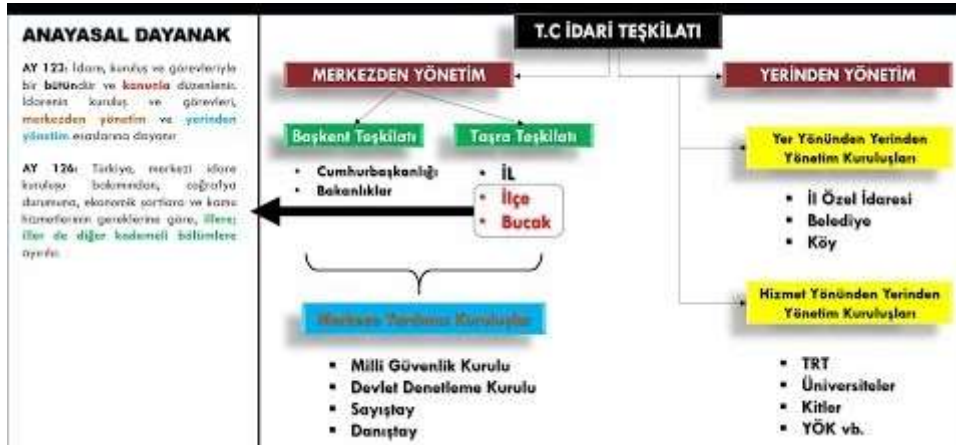 ANAYASAL DAYANAK
AY 123: İdare, kuruluş ve görevleriyle
bir bütündür ve kanunla düzenlenir.
İdarenin kuruluş ve görevleri,
merkezden yönetim ve yerinden
yönetim esaslarına dayanır
AY 126: Türkiye, merkezi idare
kuruluşu bakımından, coğrafya
durumuna, ekonomik şartlara ve kamu
hizmetlerinin gereklerine göre, illere;
iller de diğer kademeli bölümlere
ayrılır.
T.C İDARİ TEŞKİLATI
MERKEZDEN YÖNETİM
YERİNDEN YÖNETİM
Başkent Teşkilatı
Taşra Teşkilatı
• Cumhurbaşkanlığı
• Bakanlıklar
• İL
• İlçe
• Bucak
Merkeze Yardımcı Kuruluşlar
▪ Milli Güvenlik Kurulu
▪ Devlet Denetleme Kurulu
▪ Sayıştay
▪ Danıştay
Yer Yönünden Yerinden
Yönetim Kuruluşları
▪ İl Özel İdaresi
▪ Belediye
▪ Köy
Hizmet Yönünden Yerinden
Yönetim Kuruluşları
▪ TRT
▪ Üniversiteler
▪ Kitler
▪ YÖK vb.